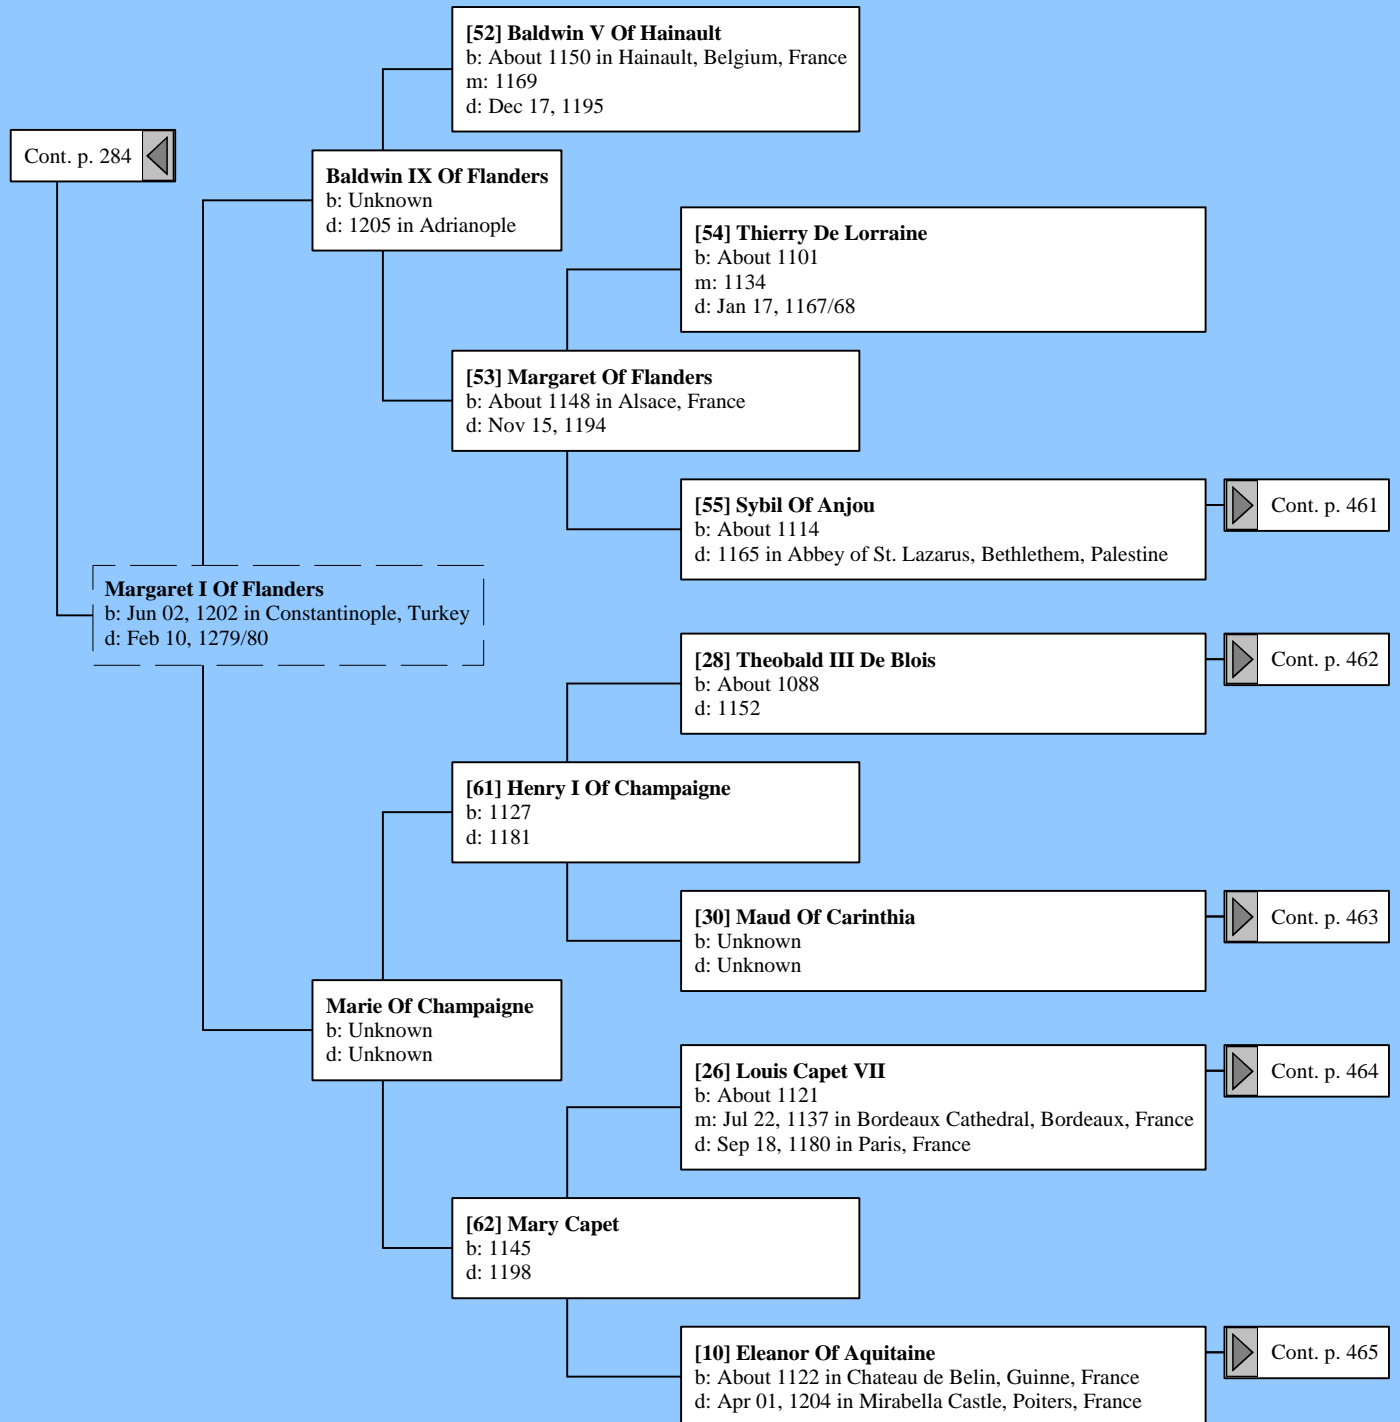 [52] Baldwin V Of Hainault
b: About 1150 in Hainault, Belgium, France
m: 1169
d: Dec 17, 1195
Cont. p. 284
Baldwin IX Of Flanders
b: Unknown
d: 1205 in Adrianople
[54] Thierry De Lorraine
b: About 1101
m: 1134
d: Jan 17, 1167/68
[53] Margaret Of Flanders
b: About 1148 in Alsace, France
d: Nov 15, 1194
[55] Sybil Of Anjou
b: About 1114
d: 1165 in Abbey of St. Lazarus, Bethlethem, Palestine
Cont. p. 461
Margaret I Of Flanders
b: Jun 02, 1202 in Constantinople, Turkey
d: Feb 10, 1279/80
[28] Theobald III De Blois
b: About 1088
d: 1152
Cont. p. 462
[61] Henry I Of Champaigne
b: 1127
d: 1181
[30] Maud Of Carinthia
b: Unknown
d: Unknown
Cont. p. 463
Marie Of Champaigne
b: Unknown
d: Unknown
[26] Louis Capet VII
b: About 1121
m: Jul 22, 1137 in Bordeaux Cathedral, Bordeaux, France
d: Sep 18, 1180 in Paris, France
Cont. p. 464
[62] Mary Capet
b: 1145
d: 1198
[10] Eleanor Of Aquitaine
b: About 1122 in Chateau de Belin, Guinne, France
d: Apr 01, 1204 in Mirabella Castle, Poiters, France
Cont. p. 465